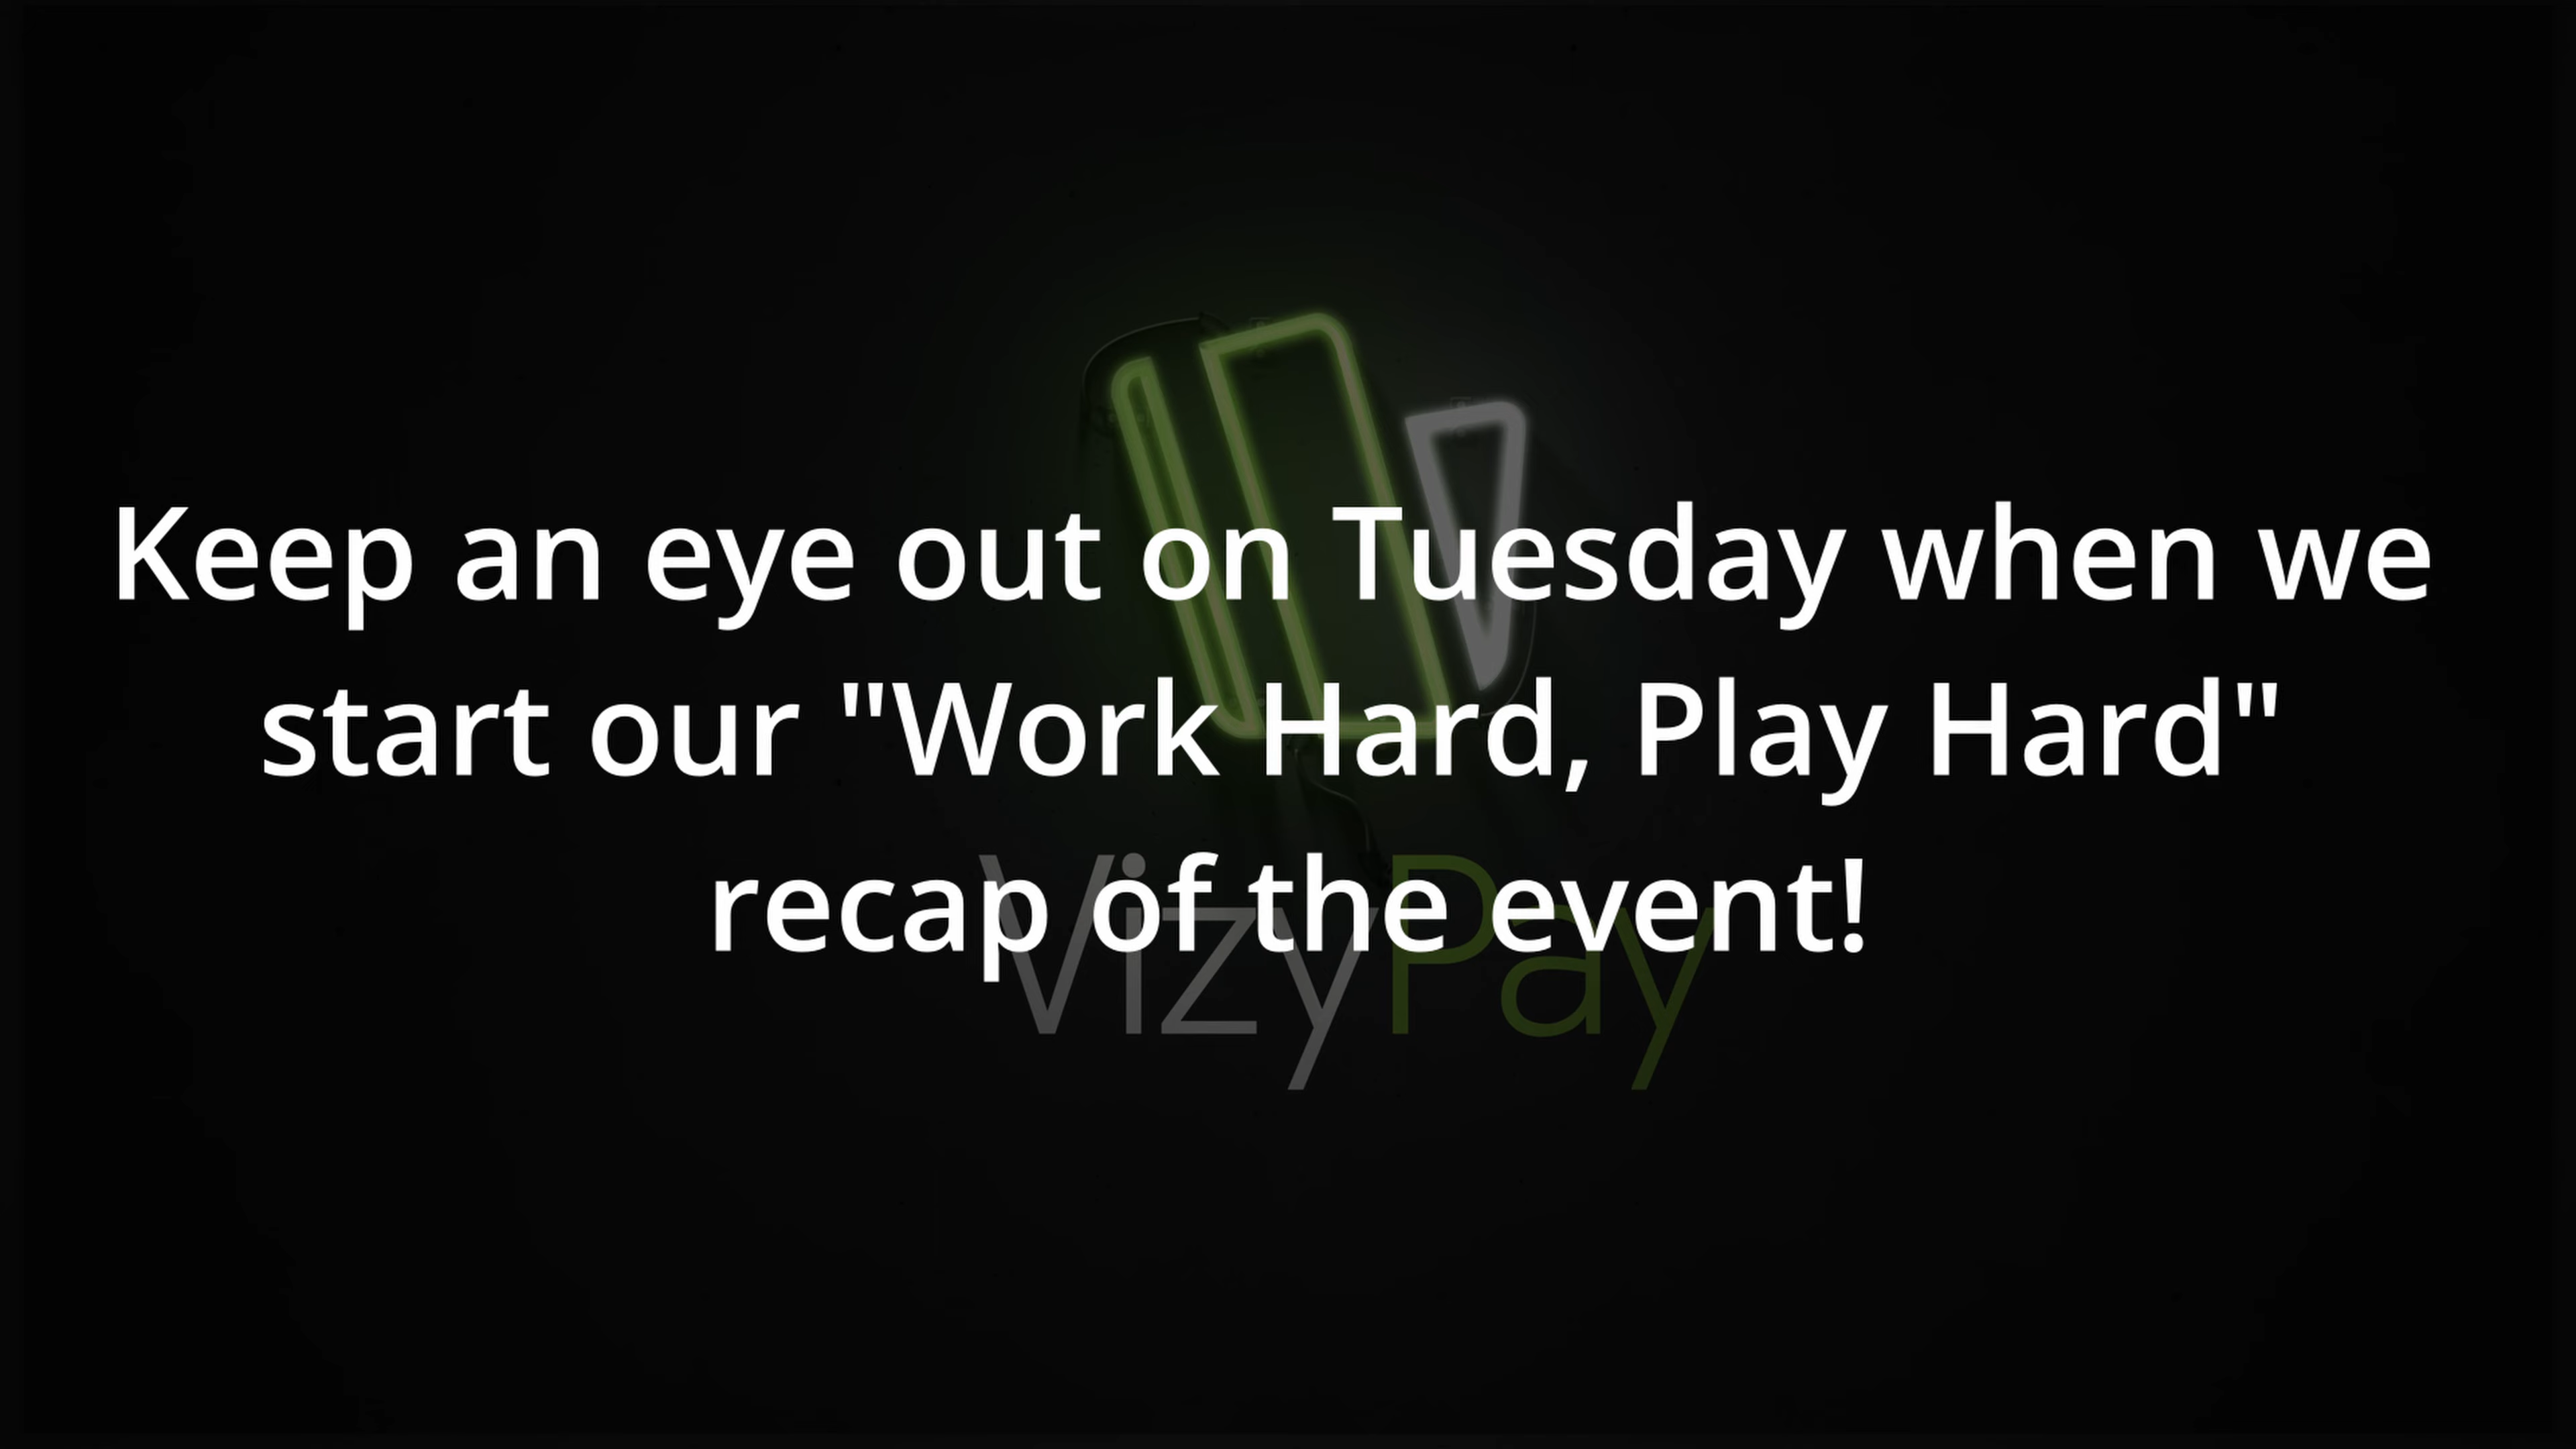 Keep an eye out on Tuesday when we
start our "Work Hard, Play Hard"
recap of the event!
VizyPay